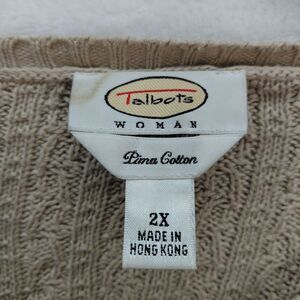 Talbots
WOMAN
Pima Cotton
2X
MADE IN
HONG KONG